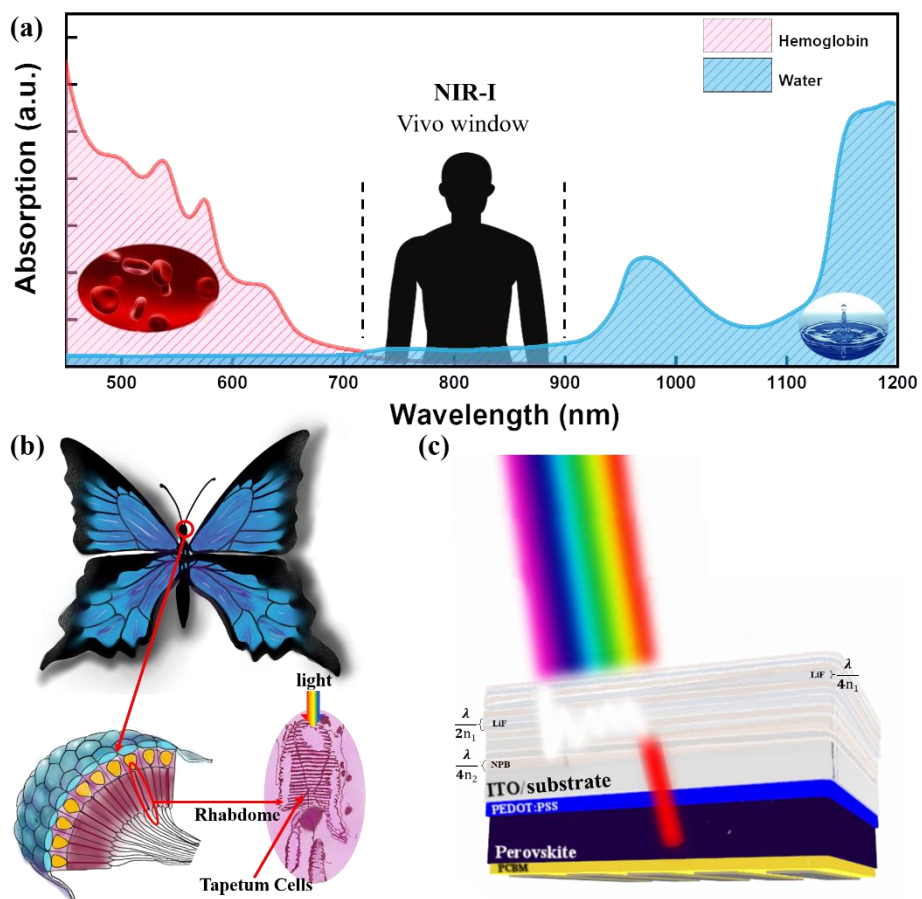 (a)
Hemoglobin
Water
NIR-I
Vivo window
Absorption (a.u.)
500 600 700 800 900 1000 1100 1200
Wavelength (nm)
(b)
(c)
light
Rhabdome
Tapetum Cells
LiF
λ/4n₁
λ/2n₁
LiF
λ/4n₂
NPB
ITO/substrate
PEDOT:PSS
Perovskite
PCBM